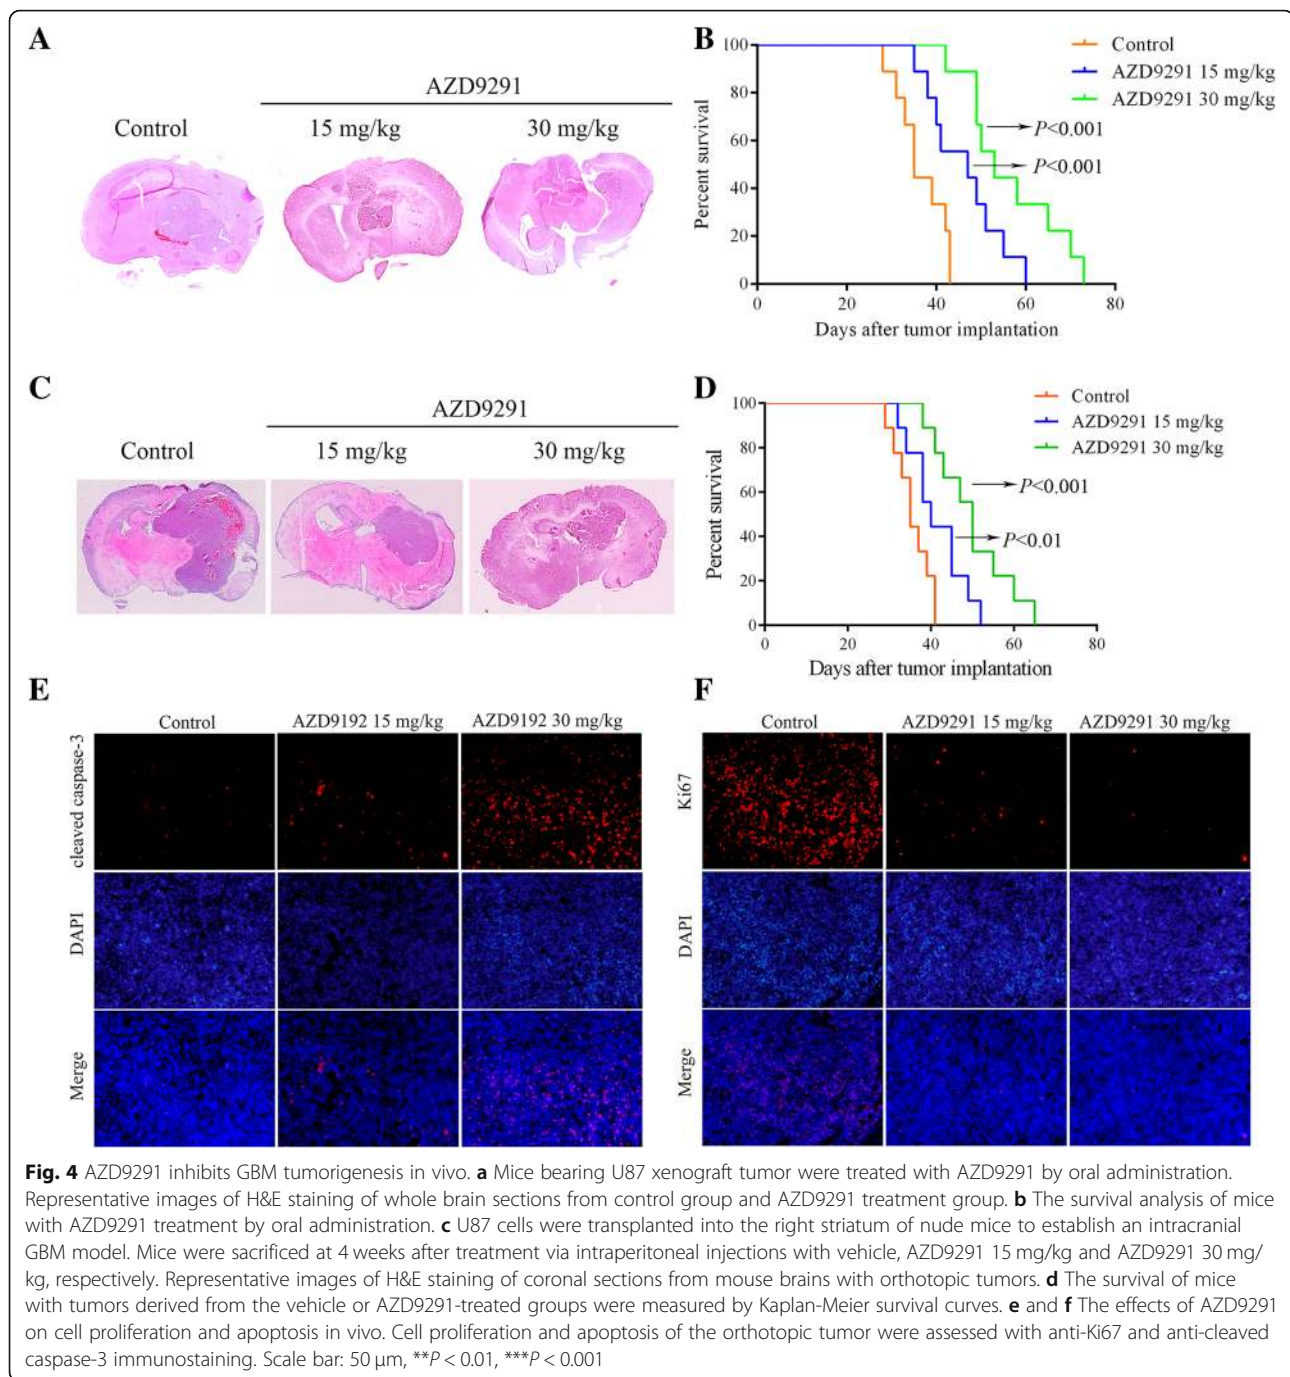 A
AZD9291
Control
15 mg/kg
30 mg/kg
B
Control
AZD9291 15 mg/kg
AZD9291 30 mg/kg
P<0.001
P<0.001
Percent survival
100
80
60
40
20
0
0 20 40 60 80
Days after tumor implantation
C
AZD9291
Control
15 mg/kg
30 mg/kg
D
Control
AZD9291 15 mg/kg
AZD9291 30 mg/kg
P<0.001
P<0.01
Percent survival
100
80
60
40
20
0
0 20 40 60 80
Days after tumor implantation
E
Control
AZD9192 15 mg/kg
AZD9192 30 mg/kg
cleaved caspase-3
DAPI
Merge
F
Control
AZD9291 15 mg/kg
AZD9291 30 mg/kg
Ki67
DAPI
Merge
Fig. 4 AZD9291 inhibits GBM tumorigenesis in vivo. a Mice bearing U87 xenograft tumor were treated with AZD9291 by oral administration.
Representative images of H&E staining of whole brain sections from control group and AZD9291 treatment group. b The survival analysis of mice
with AZD9291 treatment by oral administration. c U87 cells were transplanted into the right striatum of nude mice to establish an intracranial
GBM model. Mice were sacrificed at 4 weeks after treatment via intraperitoneal injections with vehicle, AZD9291 15 mg/kg and AZD9291 30 mg/
kg, respectively. Representative images of H&E staining of coronal sections from mouse brains with orthotopic tumors. d The survival of mice
with tumors derived from the vehicle or AZD9291-treated groups were measured by Kaplan-Meier survival curves. e and f The effects of AZD9291
on cell proliferation and apoptosis in vivo. Cell proliferation and apoptosis of the orthotopic tumor were assessed with anti-Ki67 and anti-cleaved
caspase-3 immunostaining. Scale bar: 50 μm, **P < 0.01, ***P < 0.001